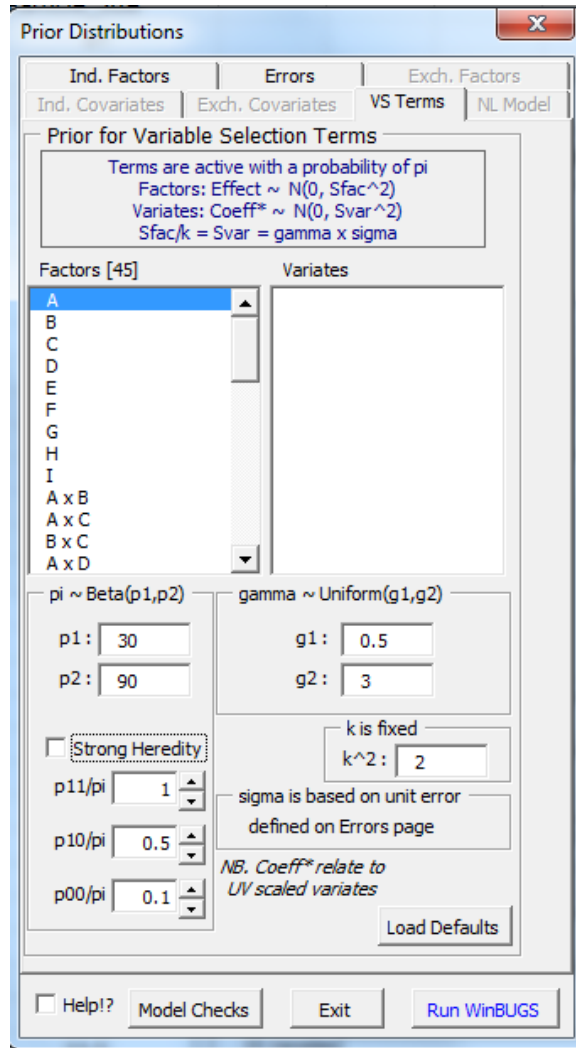 Prior Distributions
Ind. Factors Errors Exch. Factors
Ind. Covariates Exch. Covariates VS Terms NL Model
Prior for Variable Selection Terms
Terms are active with a probability of pi
Factors: Effect ~ N(0, Sfac^2)
Variates: Coeff* ~ N(0, Svar^2)
Sfac/k = Svar = gamma x sigma
Factors [45] Variates
A
B
C
D
E
F
G
H
I
A x B
A x C
B x C
A x D
pi ~ Beta(p1,p2) gamma ~ Uniform(g1,g2)
p1: 30 g1: 0.5
p2: 90 g2: 3
k is fixed
Strong Heredity k^2: 2
p11/pi 1 sigma is based on unit error
p10/pi 0.5 defined on Errors page
NB. Coeff* relate to
p00/pi 0.1 UV scaled variates
Load Defaults
Help!? Model Checks Exit Run WinBUGS